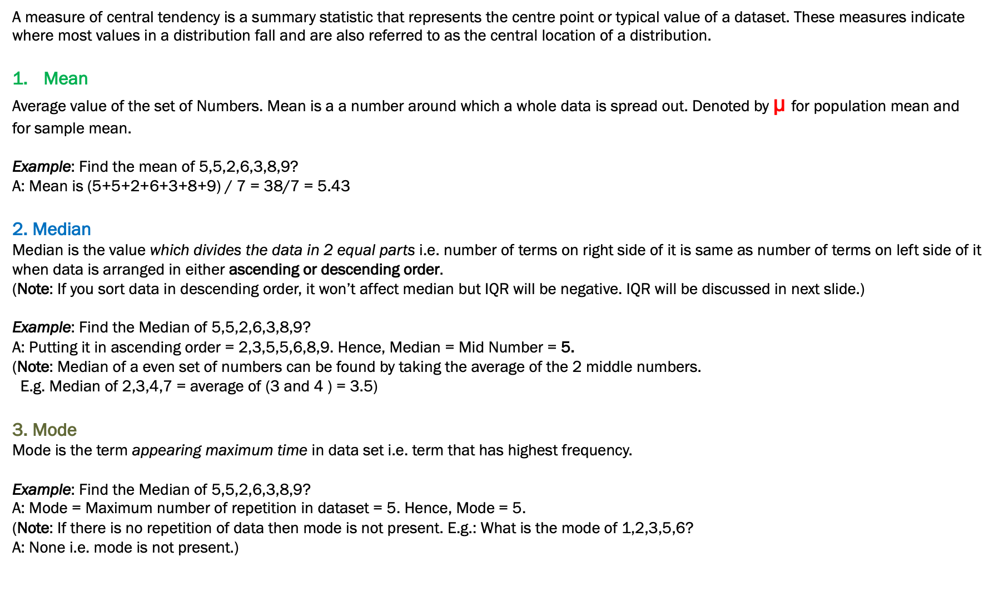 A measure of central tendency is a summary statistic that represents the centre point or typical value of a dataset. These measures indicate
where most values in a distribution fall and are also referred to as the central location of a distribution.
1. Mean
Average value of the set of Numbers. Mean is a a number around which a whole data is spread out. Denoted by μ for population mean and
for sample mean.
Example: Find the mean of 5,5,2,6,3,8,9?
A: Mean is (5+5+2+6+3+8+9) / 7 = 38/7 = 5.43
2. Median
Median is the value which divides the data in 2 equal parts i.e. number of terms on right side of it is same as number of terms on left side of it
when data is arranged in either ascending or descending order.
(Note: If you sort data in descending order, it won’t affect median but IQR will be negative. IQR will be discussed in next slide.)
Example: Find the Median of 5,5,2,6,3,8,9?
A: Putting it in ascending order = 2,3,5,5,6,8,9. Hence, Median = Mid Number = 5.
(Note: Median of a even set of numbers can be found by taking the average of the 2 middle numbers.
E.g. Median of 2,3,4,7 = average of (3 and 4 ) = 3.5)
3. Mode
Mode is the term appearing maximum time in data set i.e. term that has highest frequency.
Example: Find the Median of 5,5,2,6,3,8,9?
A: Mode = Maximum number of repetition in dataset = 5. Hence, Mode = 5.
(Note: If there is no repetition of data then mode is not present. E.g.: What is the mode of 1,2,3,5,6?
A: None i.e. mode is not present.)